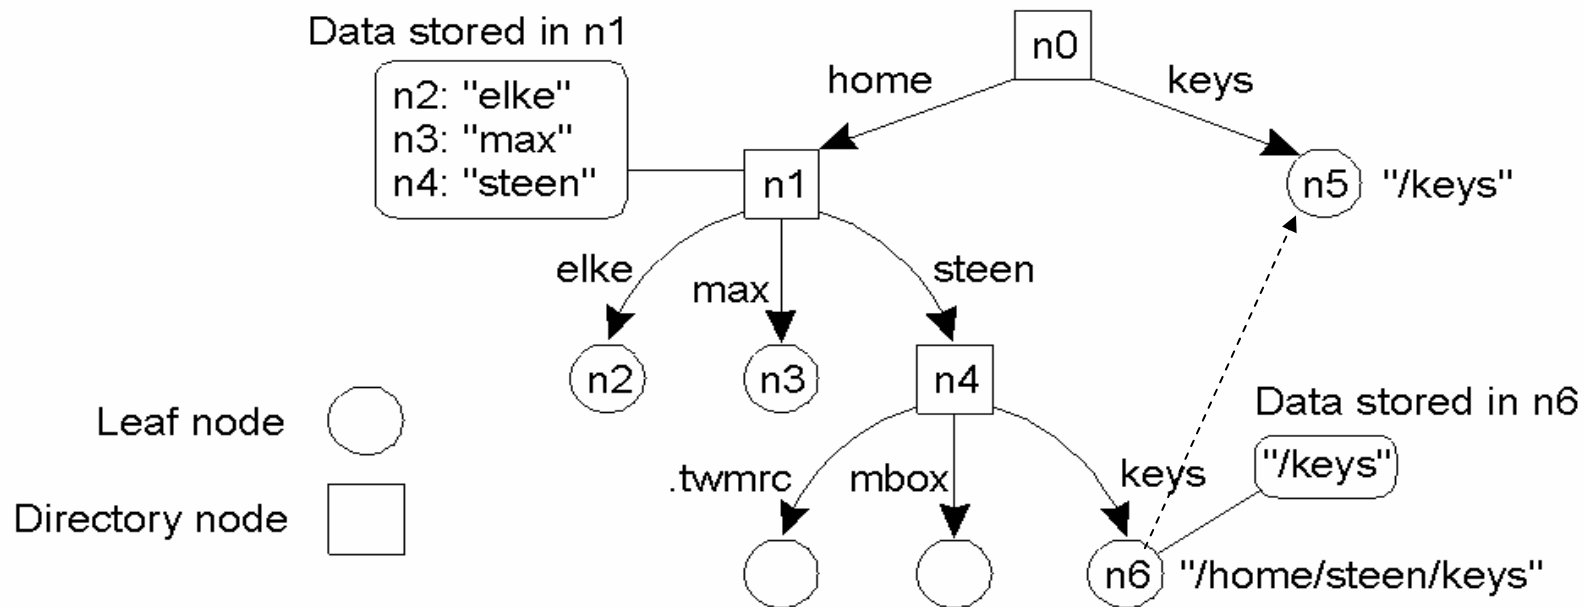 Data stored in n1
n2: "elke"
n3: "max"
n4: "steen"
n0
home
keys
n1
n5
"/keys"
elke
max
steen
n2
n3
n4
Leaf node
Directory node
Data stored in n6
"/keys"
.twmrc
mbox
keys
n6
"/home/steen/keys"